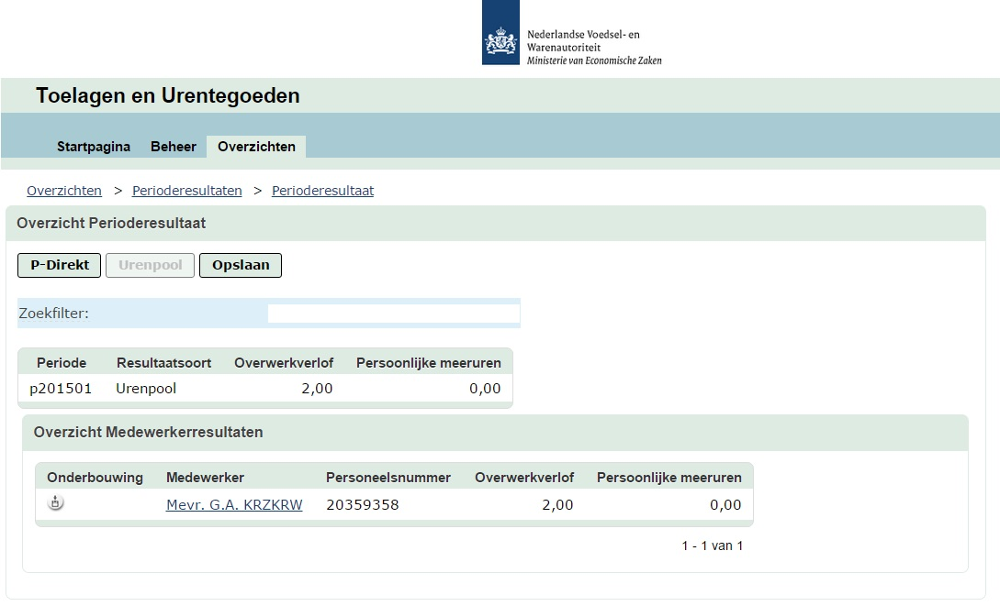 Nederlandse Voedsel- en
Warenautoriteit
Ministerie van Economische Zaken
Toelagen en Urentegoeden
Startpagina Beheer Overzichten
Overzichten > Perioderesultaten > Perioderesultaat
Overzicht Perioderesultaat
P-Direkt Urenpool Opslaan
Zoekfilter:
Periode Resultaatsoort Overwerkverlof Persoonlijke meeruren
p201501 Urenpool 2,00 0,00
Overzicht Medewerkerresultaten
Onderbouwing Medewerker Personeelsnummer Overwerkverlof Persoonlijke meeruren
Mevr. G.A. KRZKRW 20359358 2,00 0,00
1 - 1 van 1